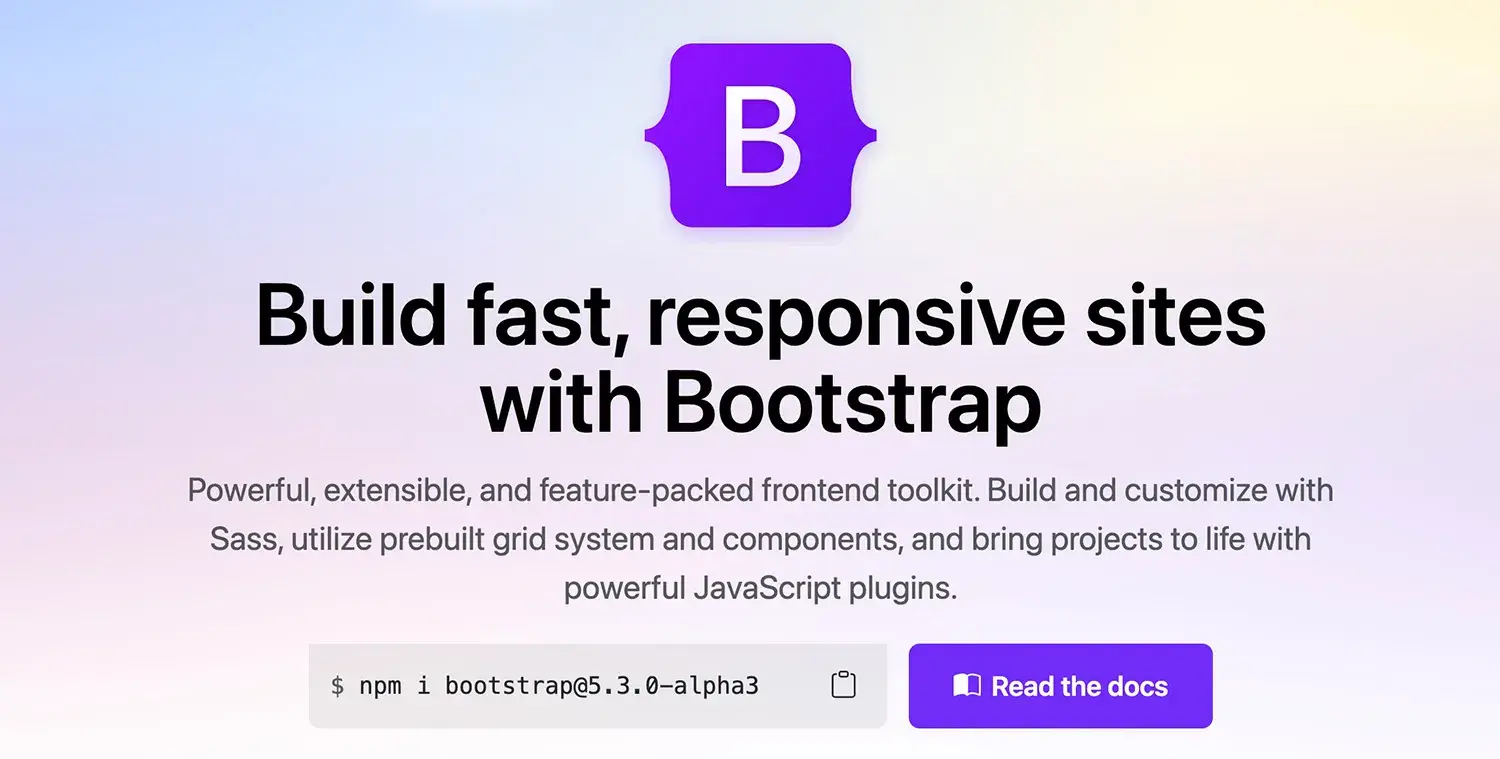 B
Build fast, responsive sites
with Bootstrap
Powerful, extensible, and feature-packed frontend toolkit. Build and customize with
Sass, utilize prebuilt grid system and components, and bring projects to life with
powerful JavaScript plugins.
$ npm i bootstrap@5.3.0-alpha3
Read the docs